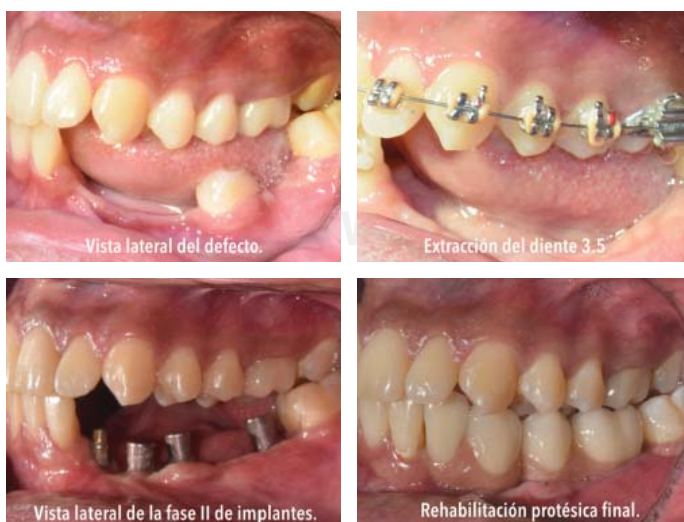 Vista lateral del defecto.
Extracción del diente 3.5
Vista lateral de la fase II de implantes.
Rehabilitación protésica final.